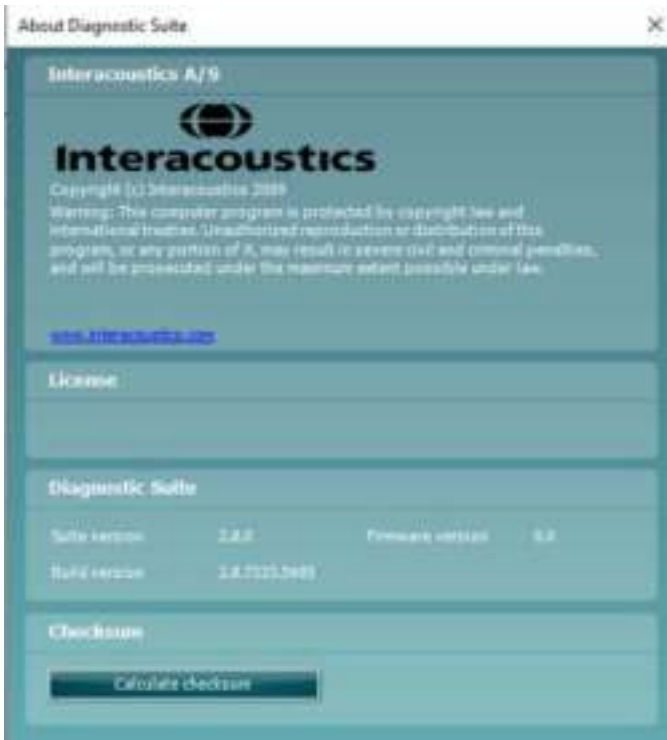 About Diagnostic Suite
Interacoustics A/S
Interacoustics
Copyright (c) Interacoustics 2009
Warning: This computer program is protected by copyright law and
international treaties. Unauthorized reproduction or distribution of this
program, or any portion of it, may result in severe civil and criminal penalties,
and will be prosecuted under the maximum extent possible under law.
www.interacoustics.com
License
Diagnostic Suite
Suite version Firmware version
Build version
Checksum
Calculate checksum